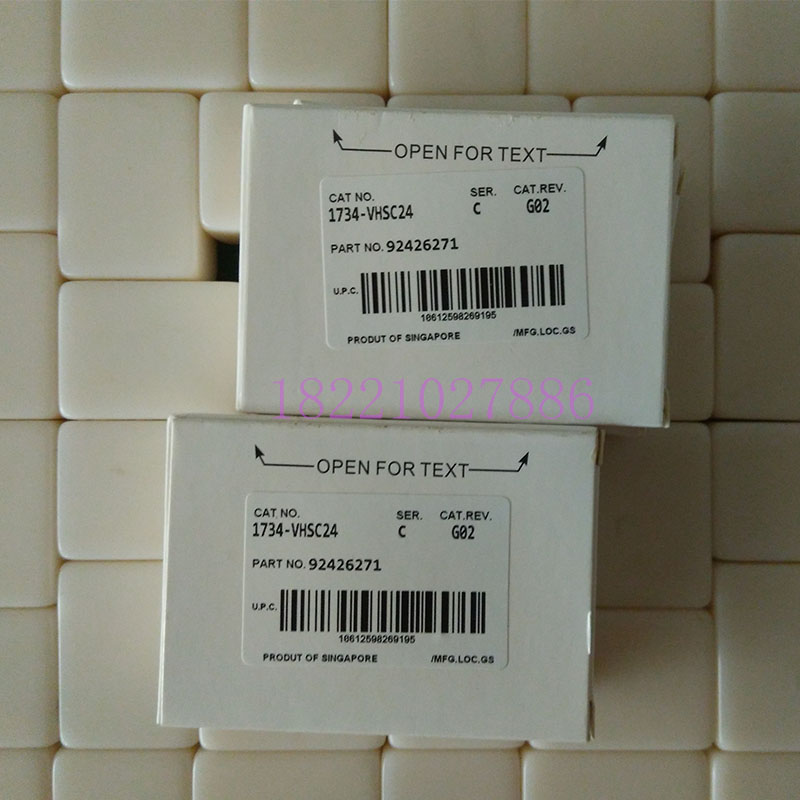 OPEN FOR TEXT
CAT NO. SER. CAT.REV.
1734-VHSC24 C G02
PART NO. 92426271
U.P.C.
10612598269195
PRODUT OF SINGAPORE /MFG.LOC.GS
18221027886
OPEN FOR TEXT
CAT NO. SER. CAT.REV.
1734-VHSC24 C G02
PART NO. 92426271
U.P.C.
10612598269195
PRODUT OF SINGAPORE /MFG.LOC.GS